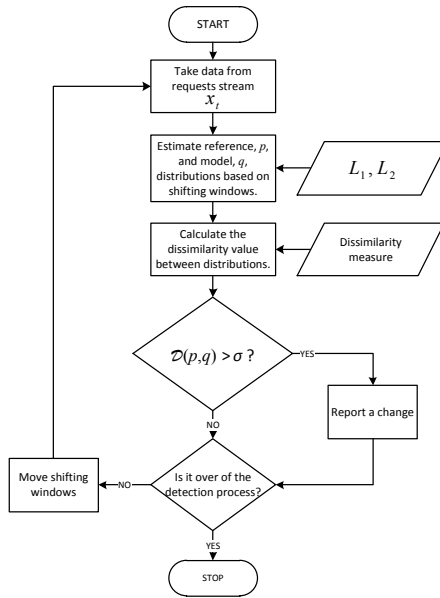 START
Take data from
requests stream
x_t
Estimate reference, p,
and model, q,
distributions based on
shifting windows.
L_1, L_2
Calculate the
dissimilarity value
between distributions.
Dissimilarity
measure
𝒟(p,q) > σ ?
YES
Report a change
NO
Is it over of the
detection process?
NO
Move shifting
windows
YES
STOP